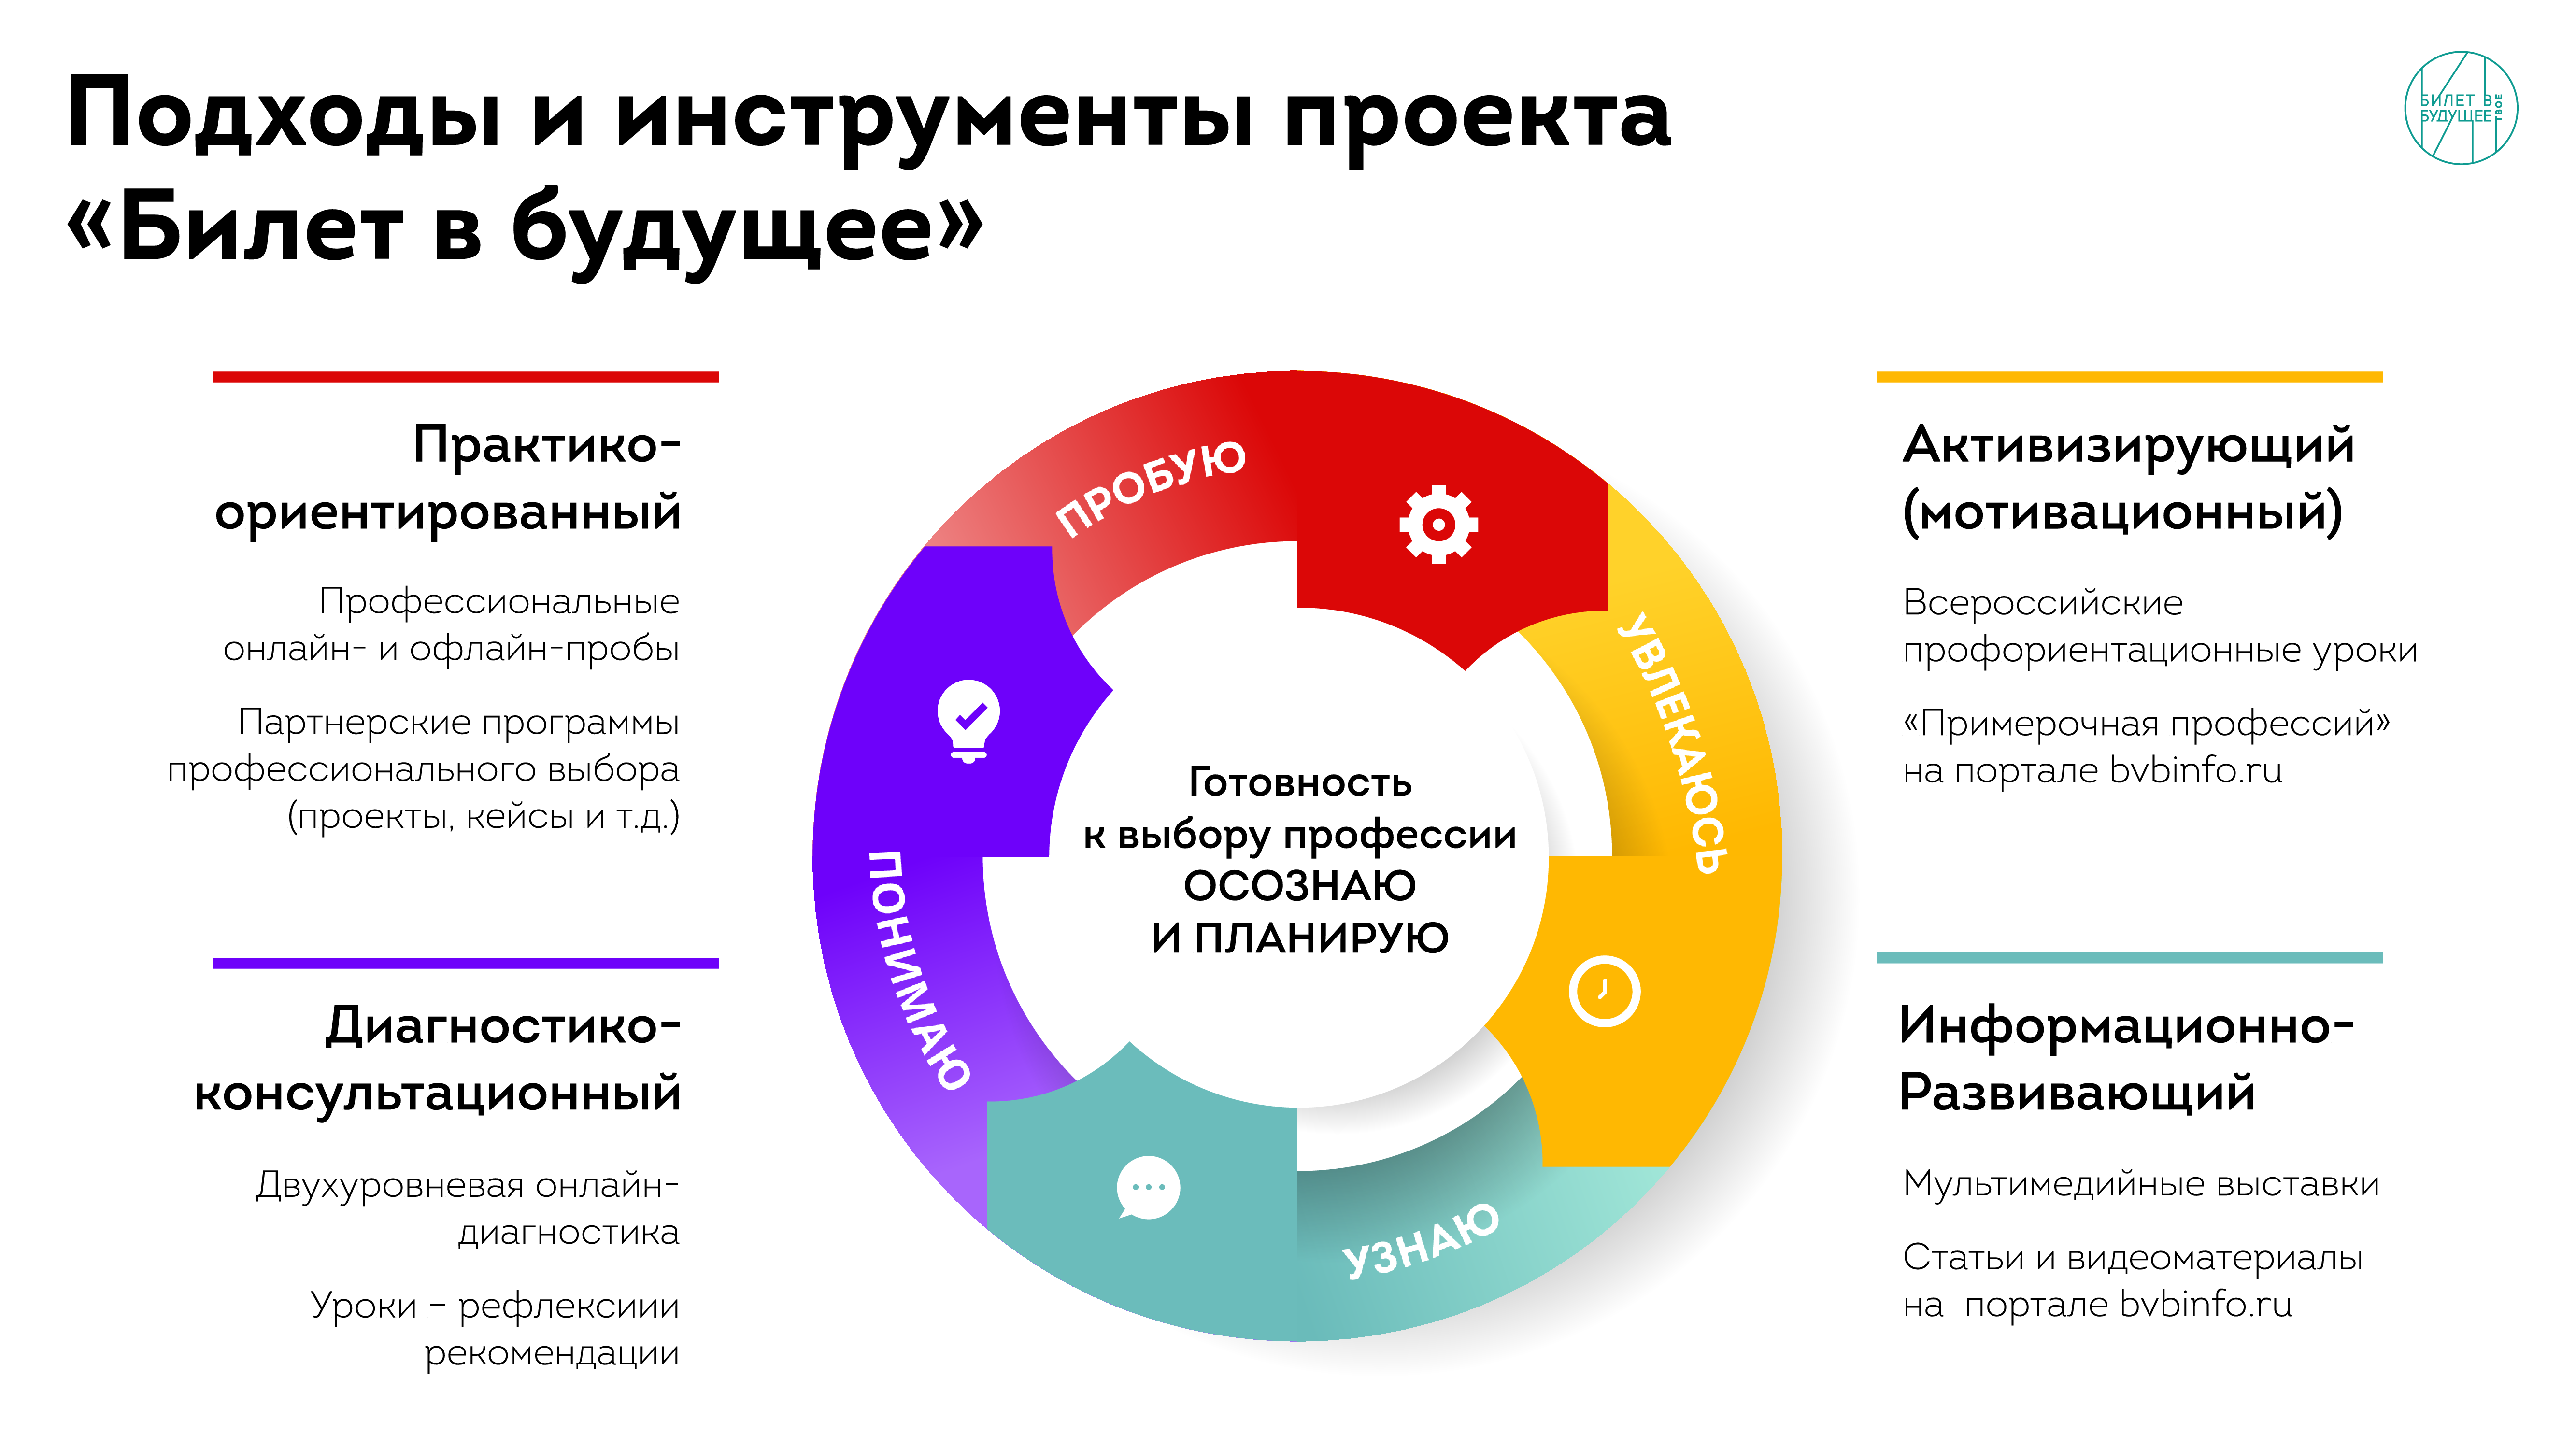 Подходы и инструменты проекта
«Билет в будущее»
БИЛЕТ В
БУДУЩЕЕ
ТВОЕ
Практико-
ориентированный
Профессиональные
онлайн- и офлайн-пробы
Партнерские программы
профессионального выбора
(проекты, кейсы и т.д.)
Диагностико-
консультационный
Двухуровневая онлайн-
диагностика
Уроки – рефлексиии
рекомендации
ПРОБУЮ
УВЛЕКАЮСЬ
ПОНИМАЮ
УЗНАЮ
Готовность
к выбору профессии
ОСОЗНАЮ
И ПЛАНИРУЮ
Активизирующий
(мотивационный)
Всероссийские
профориентационные уроки
«Примерочная профессий»
на портале bvbinfo.ru
Информационно-
Развивающий
Мультимедийные выставки
Статьи и видеоматериалы
на  портале bvbinfo.ru